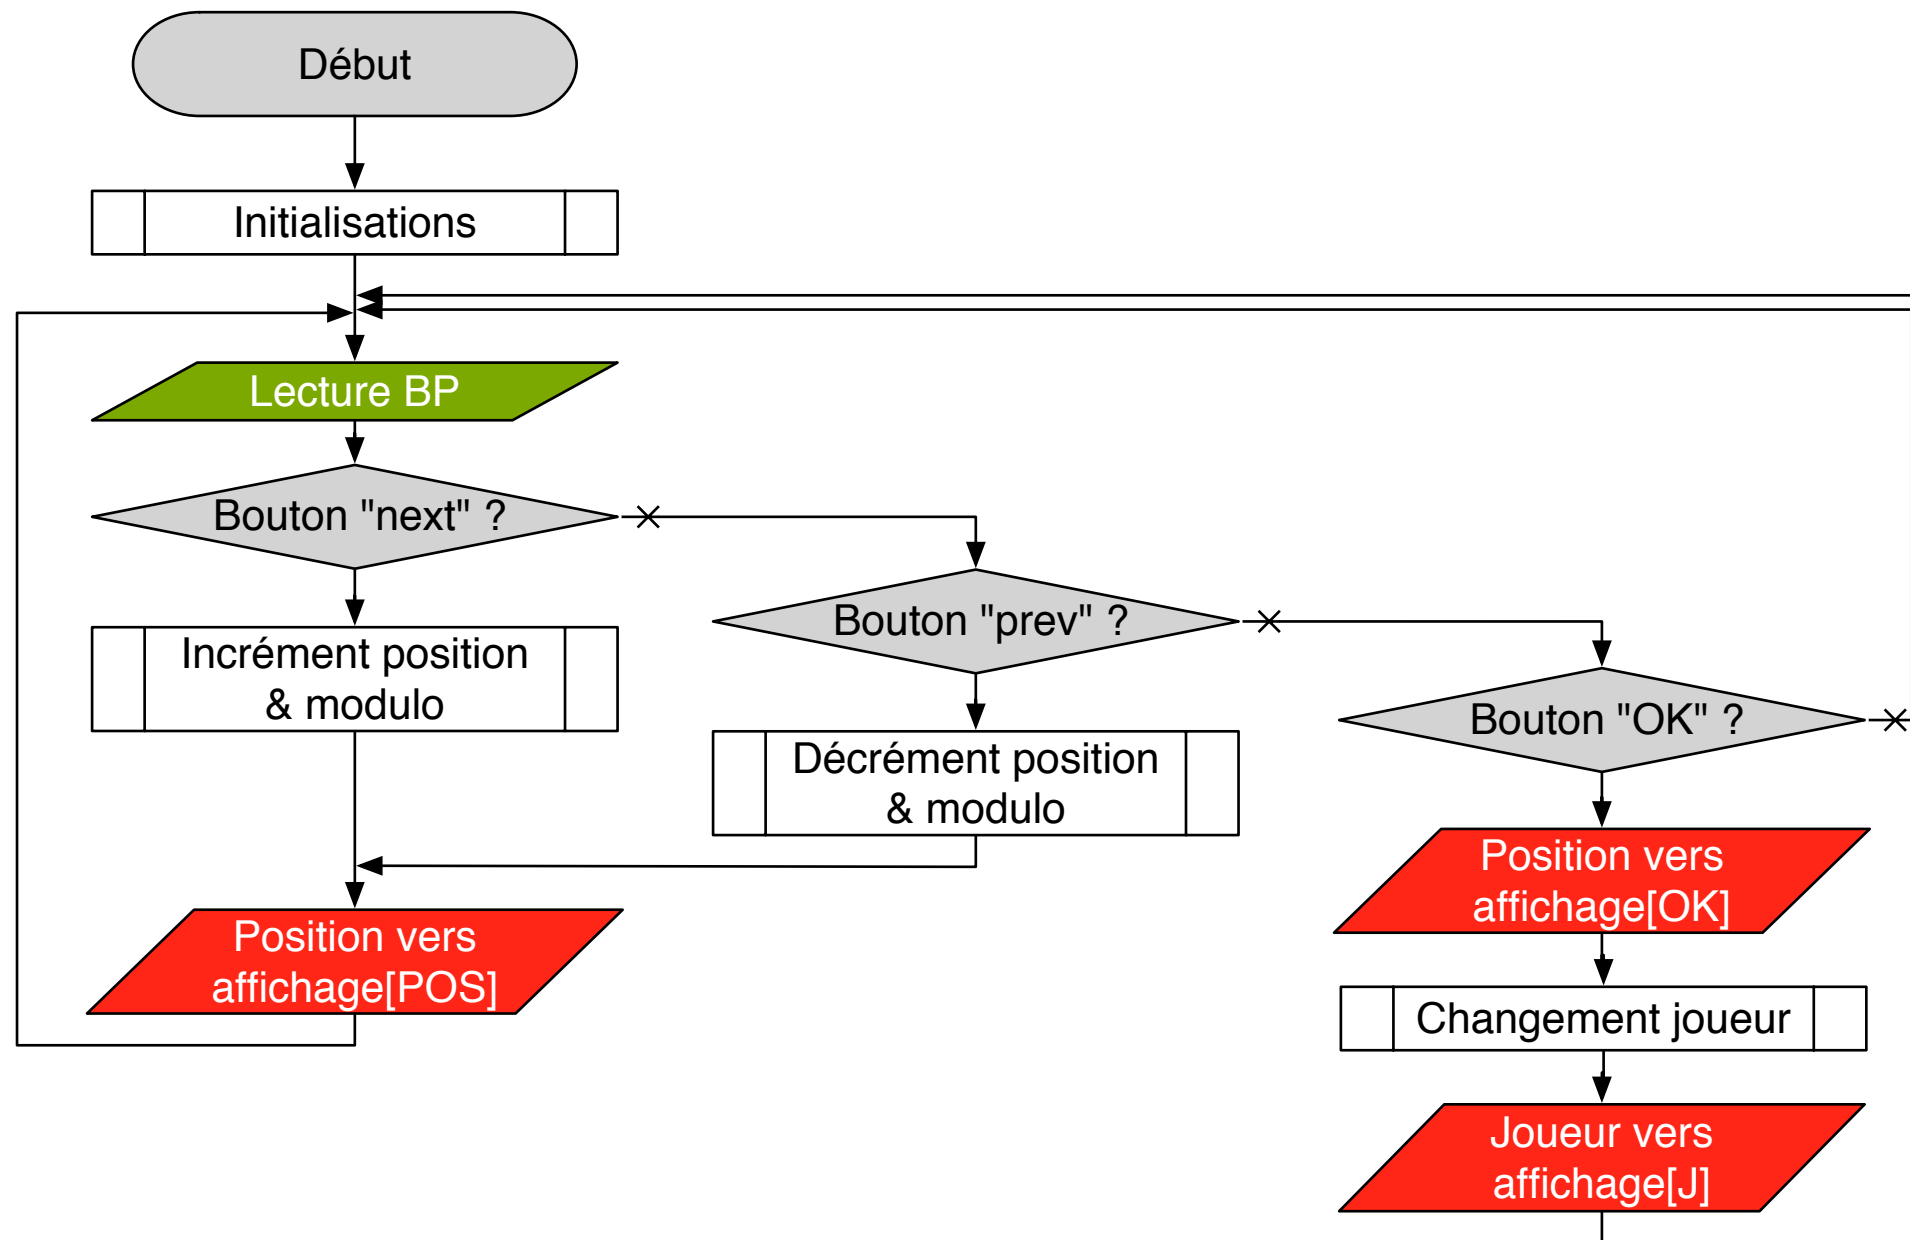 Début
Initialisations
Lecture BP
Bouton "next" ?
Incrément position
& modulo
Bouton "prev" ?
Décrément position
& modulo
Bouton "OK" ?
Position vers
affichage[OK]
Position vers
affichage[POS]
Changement joueur
Joueur vers
affichage[J]